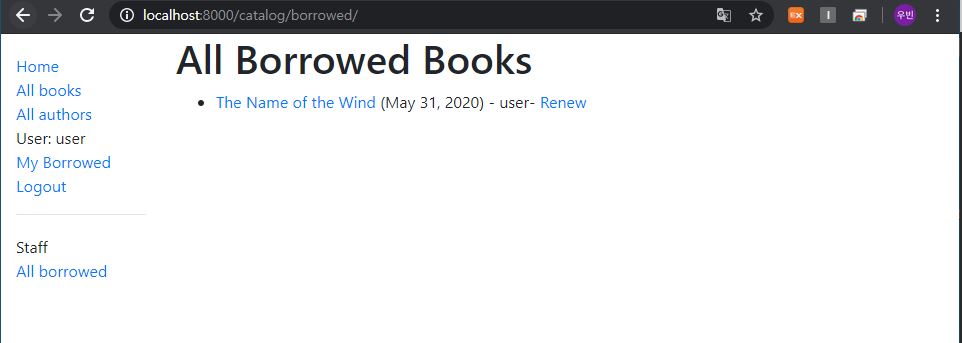 localhost:8000/catalog/borrowed/
EX
I
우빈
Home
All books
All authors
User: user
My Borrowed
Logout
Staff
All borrowed
All Borrowed Books
The Name of the Wind (May 31, 2020) - user- Renew